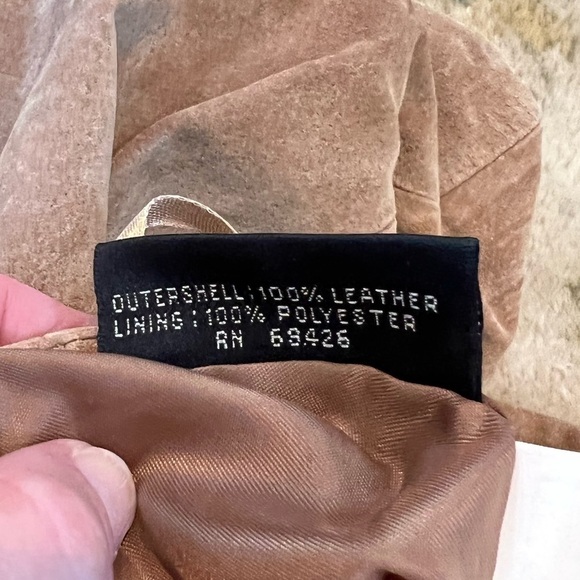 OUTERSHELL:100% LEATHER
LINING:100% POLYESTER
RN 69426